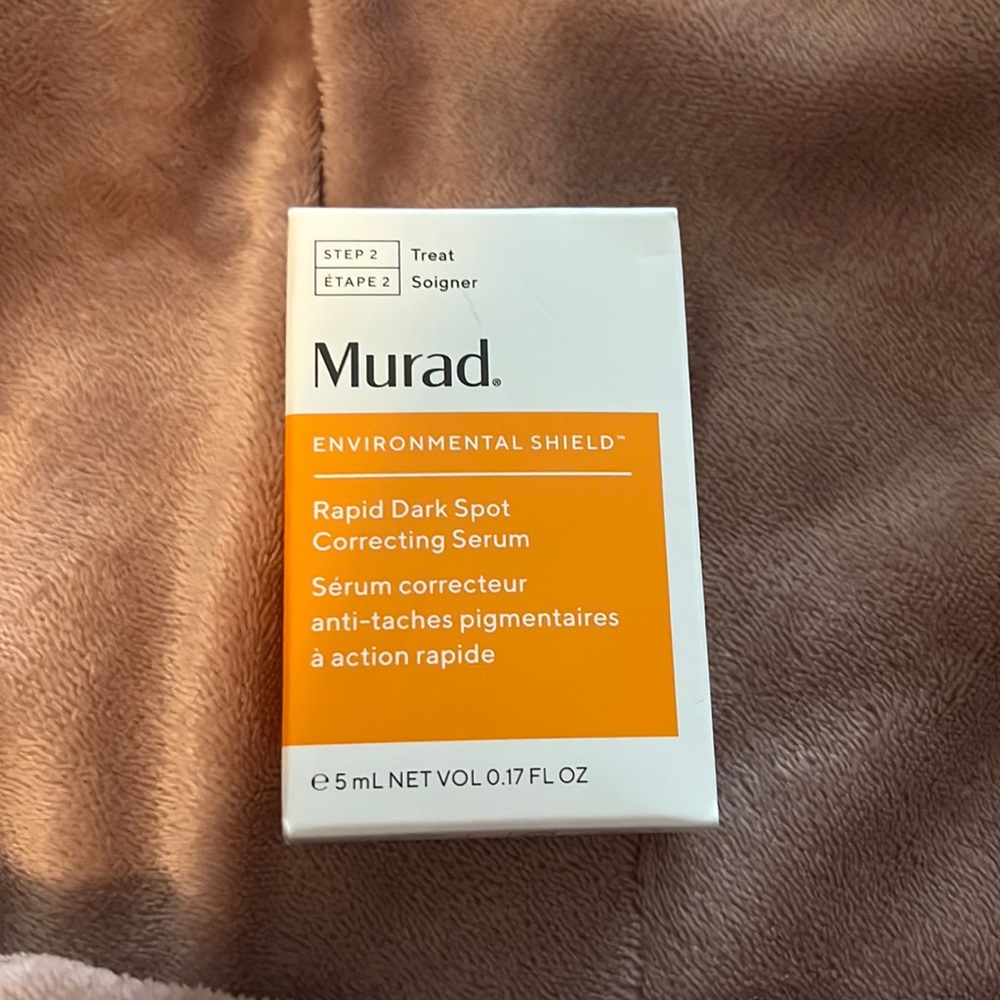 STEP 2 Treat
ÉTAPE 2 Soigner
Murad®
ENVIRONMENTAL SHIELD™
Rapid Dark Spot
Correcting Serum
Sérum correcteur
anti-taches pigmentaires
à action rapide
℮ 5 mL NET VOL 0.17 FL OZ